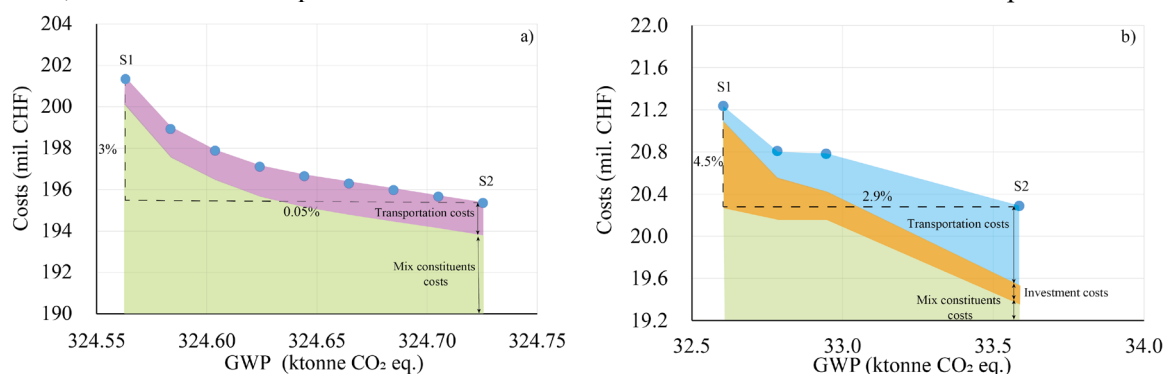 204
202
200
198
196
194
192
190
Costs (mil. CHF)
a)
S1
3%
0.05%
S2
Transportation costs
Mix constituents
costs
324.55
324.60
324.65
324.70
324.75
GWP (ktonne CO₂ eq.)
22.0
21.6
21.2
20.8
20.4
20.0
19.6
19.2
Costs (mil. CHF)
b)
S1
4.5%
2.9%
S2
Transportation costs
Investment costs
Mix constituents
costs
32.5
33.0
33.5
34.0
GWP (ktonne CO₂ eq.)